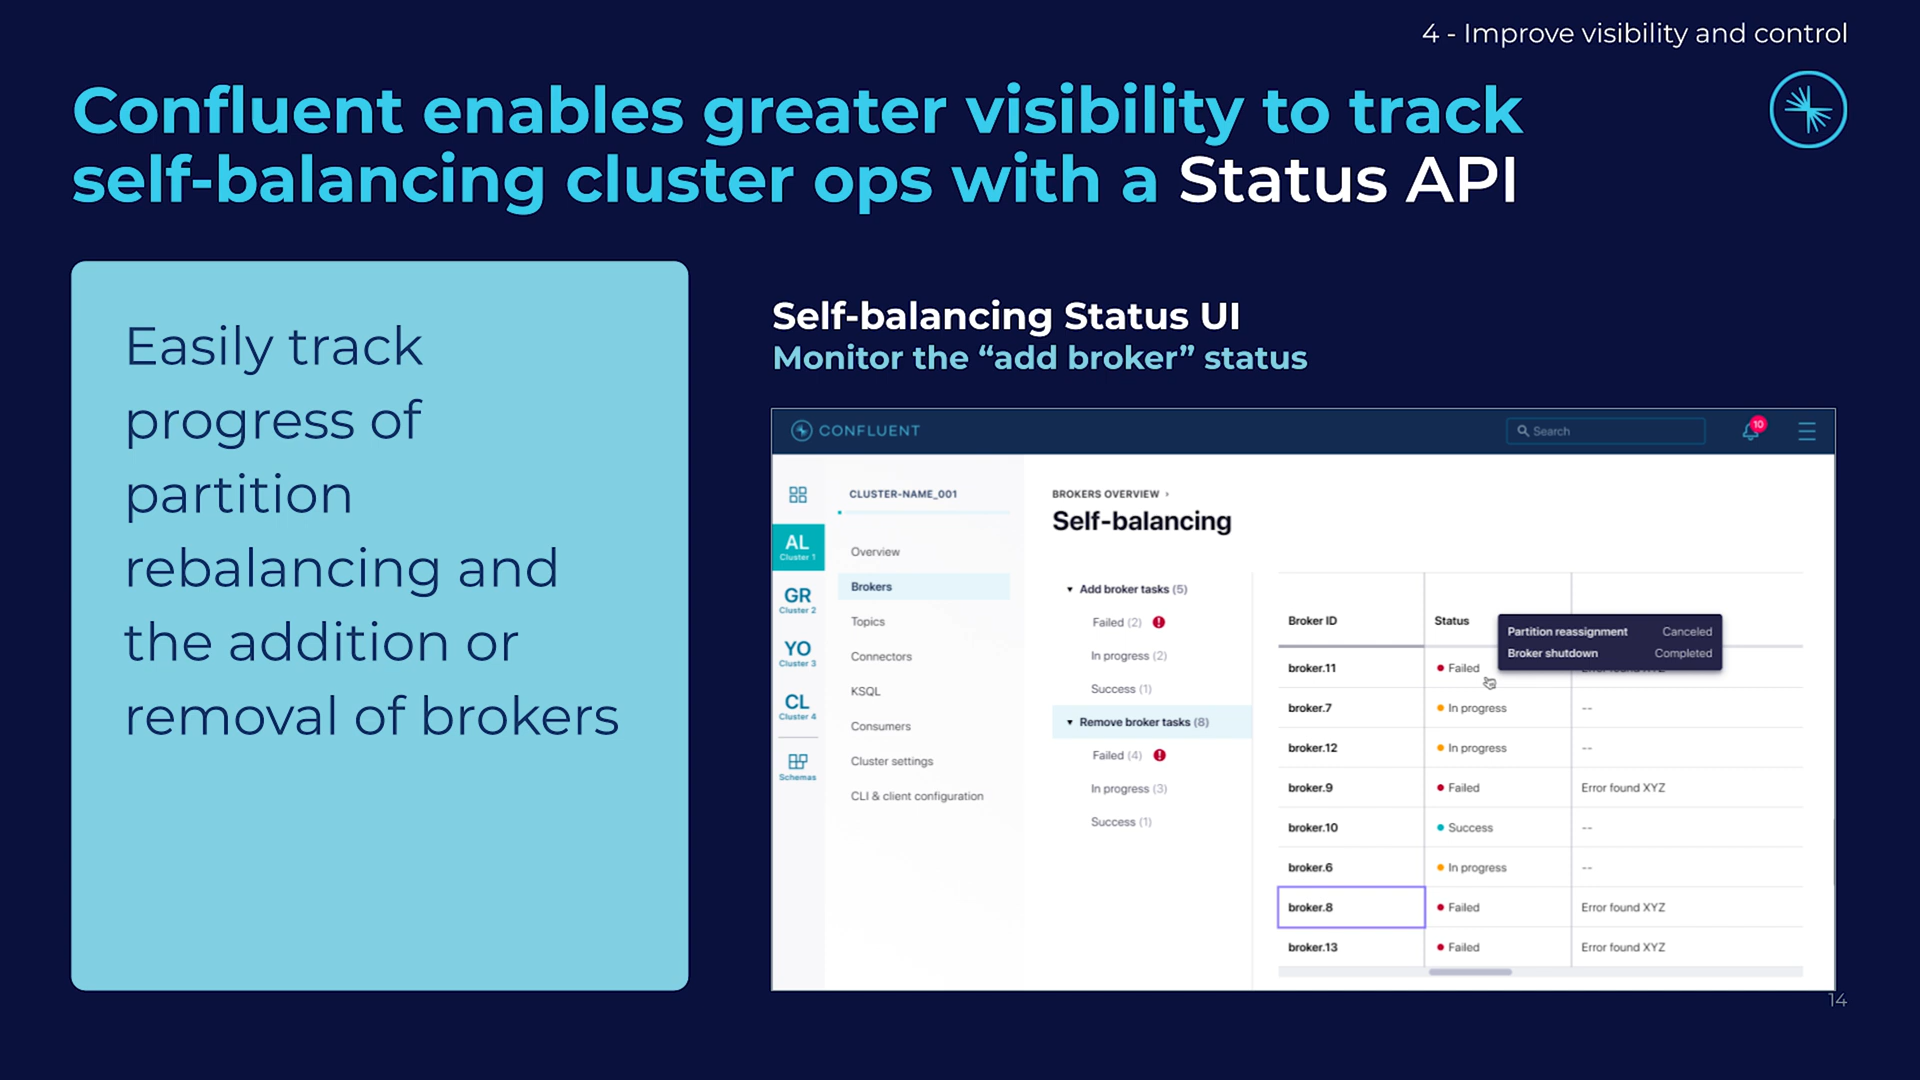 4 - Improve visibility and control
Confluent enables greater visibility to track
self-balancing cluster ops with a Status API
Easily track
progress of
partition
rebalancing and
the addition or
removal of brokers
Self-balancing Status UI
Monitor the “add broker” status
CONFLUENT
Search
10
AL
Cluster 1
GR
Cluster 2
YO
Cluster 3
CL
Cluster 4
Schemas
CLUSTER-NAME_001
Overview
Brokers
Topics
Connectors
KSQL
Consumers
Cluster settings
CLI & client configuration
BROKERS OVERVIEW ›
Self-balancing
Add broker tasks (5)
Failed (2)
In progress (2)
Success (1)
Remove broker tasks (8)
Failed (4)
In progress (3)
Success (1)
Broker ID Status
Partition reassignment Canceled
Broker shutdown Completed
broker.11 Failed
broker.7 In progress --
broker.12 In progress --
broker.9 Failed Error found XYZ
broker.10 Success --
broker.6 In progress --
broker.8 Failed Error found XYZ
broker.13 Failed Error found XYZ
14